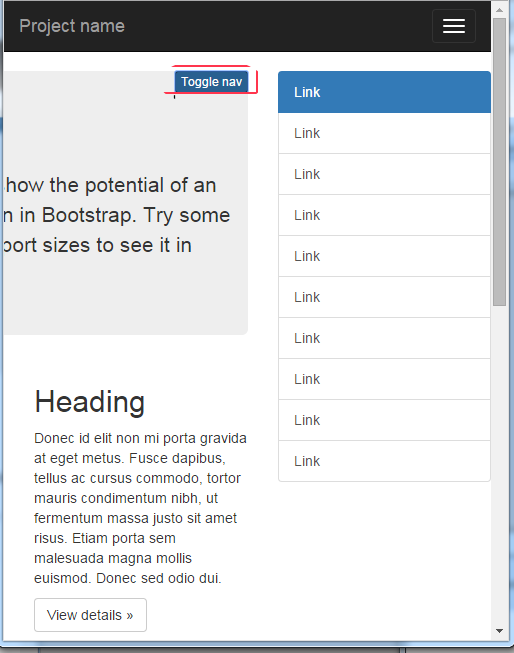 Project name
Toggle nav
show the potential of an
n in Bootstrap. Try some
port sizes to see it in
Heading
Donec id elit non mi porta gravida
at eget metus. Fusce dapibus,
tellus ac cursus commodo, tortor
mauris condimentum nibh, ut
fermentum massa justo sit amet
risus. Etiam porta sem
malesuada magna mollis
euismod. Donec sed odio dui.
View details »
Link
Link
Link
Link
Link
Link
Link
Link
Link
Link